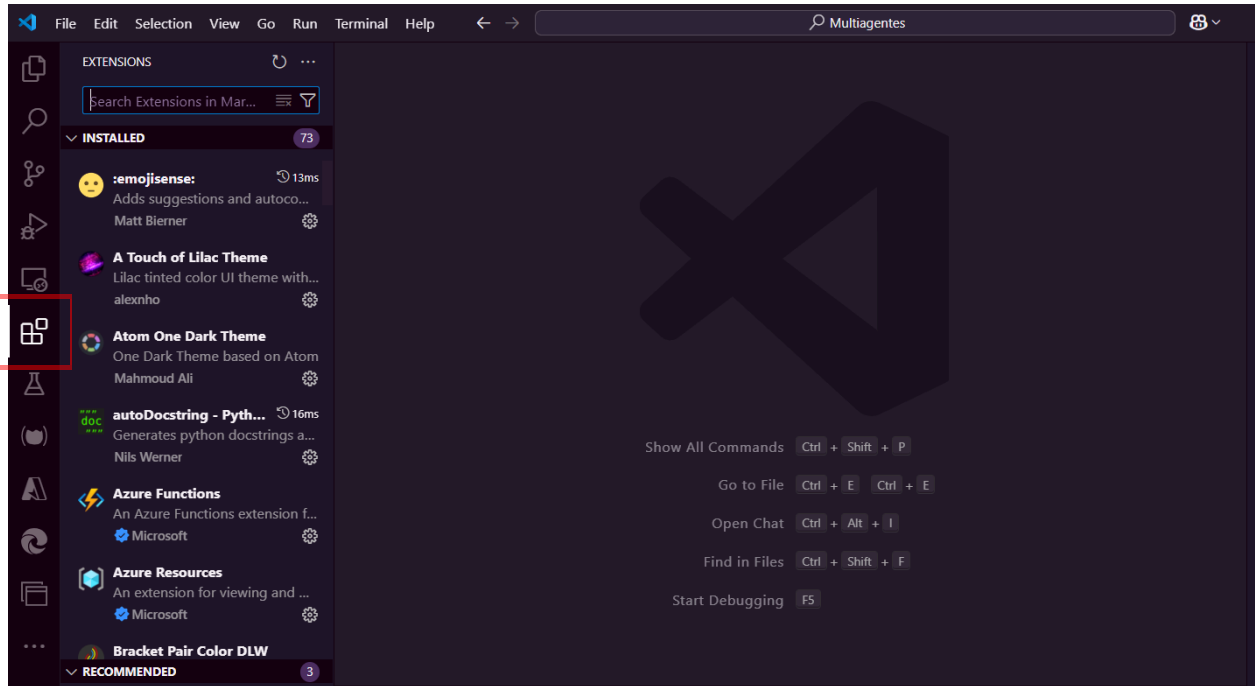 File Edit Selection View Go Run Terminal Help
Multiagentes
EXTENSIONS
Search Extensions in Mar...
INSTALLED 73
:emojisense: 13ms
Adds suggestions and autoco...
Matt Bierner
A Touch of Lilac Theme
Lilac tinted color UI theme with...
alexnho
Atom One Dark Theme
One Dark Theme based on Atom
Mahmoud Ali
doc
autoDocstring - Pyth... 16ms
Generates python docstrings a...
Nils Werner
Azure Functions
An Azure Functions extension f...
Microsoft
Azure Resources
An extension for viewing and ...
Microsoft
Bracket Pair Color DLW
RECOMMENDED 3
Show All Commands Ctrl + Shift + P
Go to File Ctrl + E Ctrl + E
Open Chat Ctrl + Alt + I
Find in Files Ctrl + Shift + F
Start Debugging F5